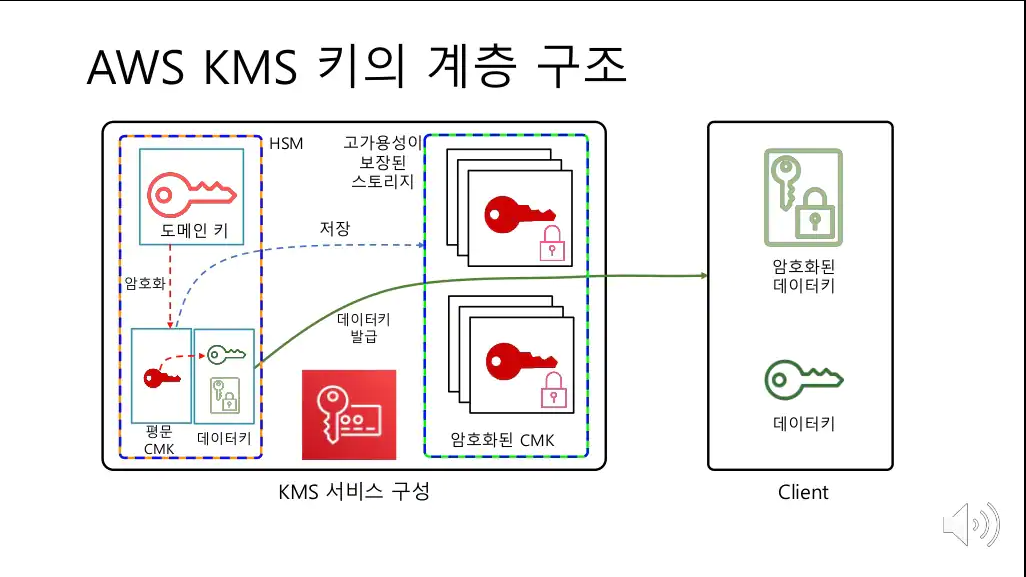 AWS KMS 키의 계층 구조
HSM
고가용성이
보장된
스토리지
도메인 키
저장
암호화
데이터키
발급
평문
CMK
데이터키
암호화된 CMK
KMS 서비스 구성
암호화된
데이터키
데이터키
Client